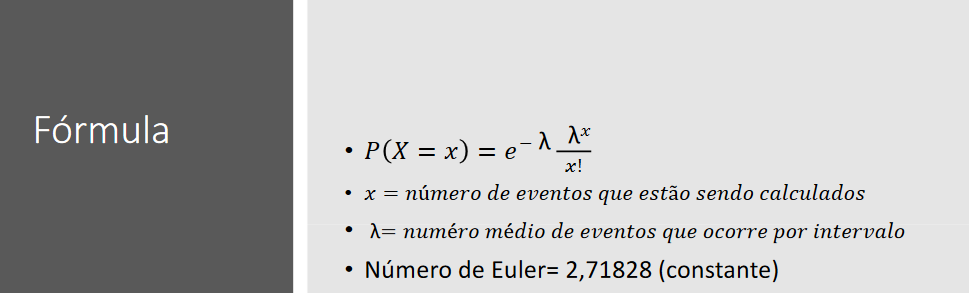 Fórmula
• P(X = x) = e^{−λ} λ^x / x!
• x = número de eventos que estão sendo calculados
• λ= numéro médio de eventos que ocorre por intervalo
• Número de Euler= 2,71828 (constante)